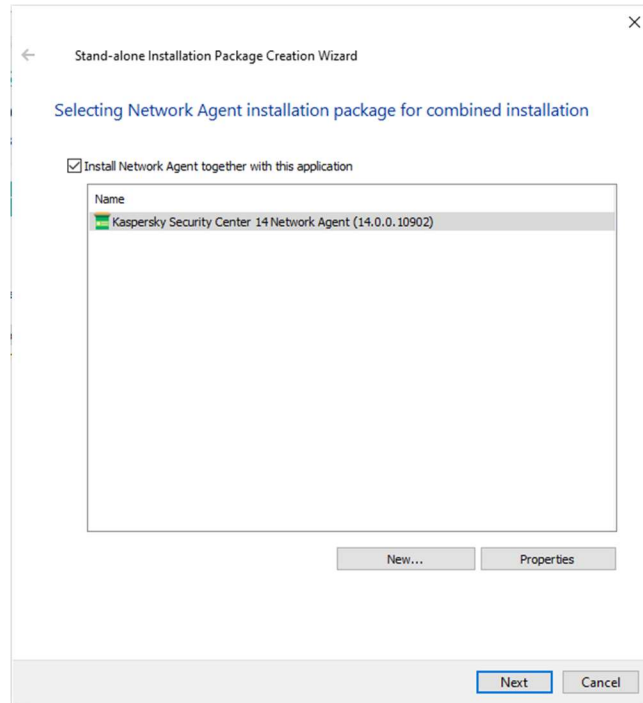 Stand-alone Installation Package Creation Wizard
Selecting Network Agent installation package for combined installation
Install Network Agent together with this application
Name
Kaspersky Security Center 14 Network Agent (14.0.0.10902)
New...
Properties
Next
Cancel